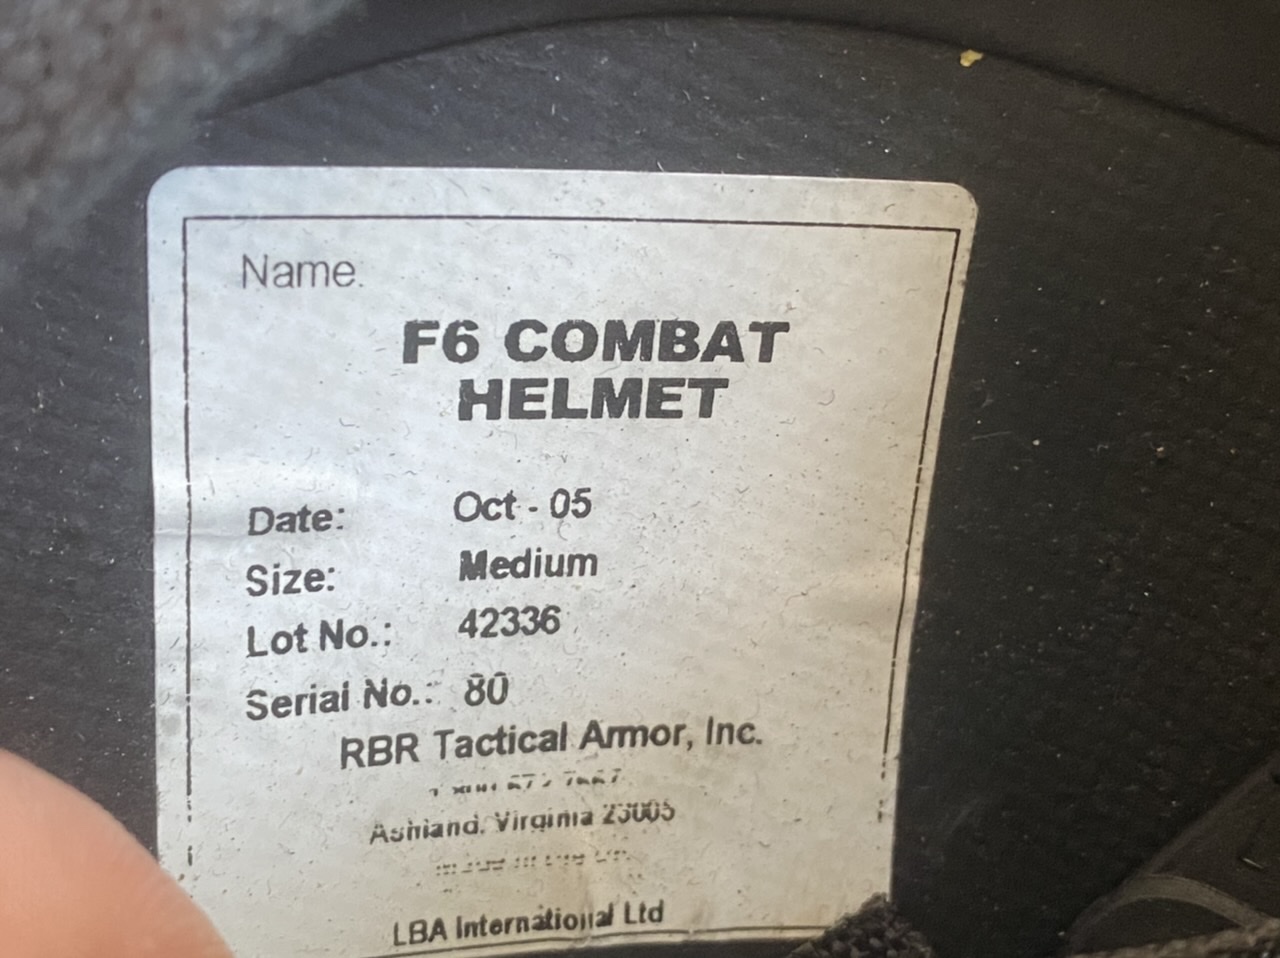 Name.
F6 COMBAT
HELMET
Date: Oct - 05
Size: Medium
Lot No.: 42336
Serial No.: 80
RBR Tactical Armor, Inc.
Ashland, Virginia 23005
LBA International Ltd